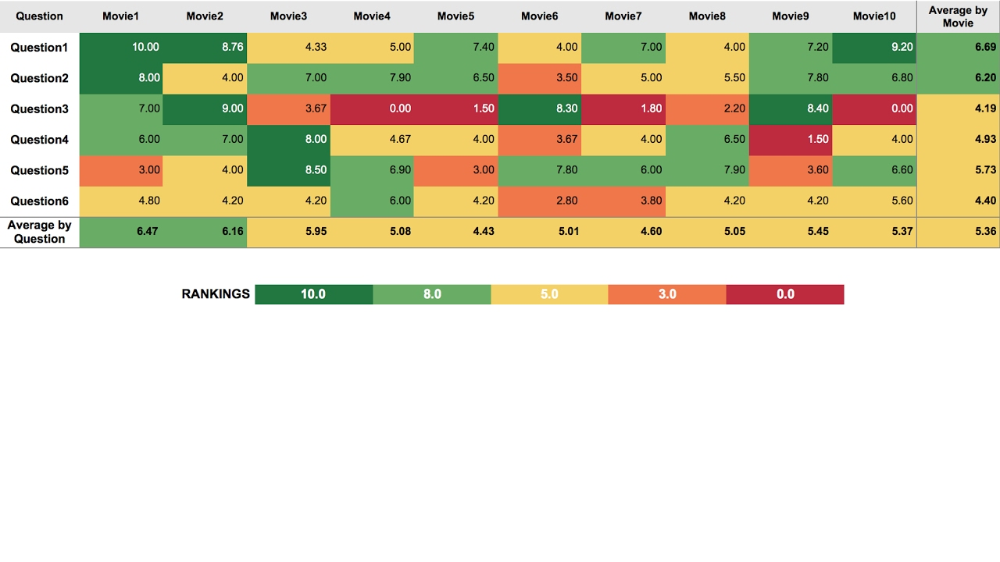 Question Movie1 Movie2 Movie3 Movie4 Movie5 Movie6 Movie7 Movie8 Movie9 Movie10 Average by Movie
Question1 10.00 8.76 4.33 5.00 7.40 4.00 7.00 4.00 7.20 9.20 6.69
Question2 8.00 4.00 7.00 7.90 6.50 3.50 5.00 5.50 7.80 6.80 6.20
Question3 7.00 9.00 3.67 0.00 1.50 8.30 1.80 2.20 8.40 0.00 4.19
Question4 6.00 7.00 8.00 4.67 4.00 3.67 4.00 6.50 1.50 4.00 4.93
Question5 3.00 4.00 8.50 6.90 3.00 7.80 6.00 7.90 3.60 6.60 5.73
Question6 4.80 4.20 4.20 6.00 4.20 2.80 3.80 4.20 4.20 5.60 4.40
Average by Question 6.47 6.16 5.95 5.08 4.43 5.01 4.60 5.05 5.45 5.37 5.36
RANKINGS 10.0 8.0 5.0 3.0 0.0